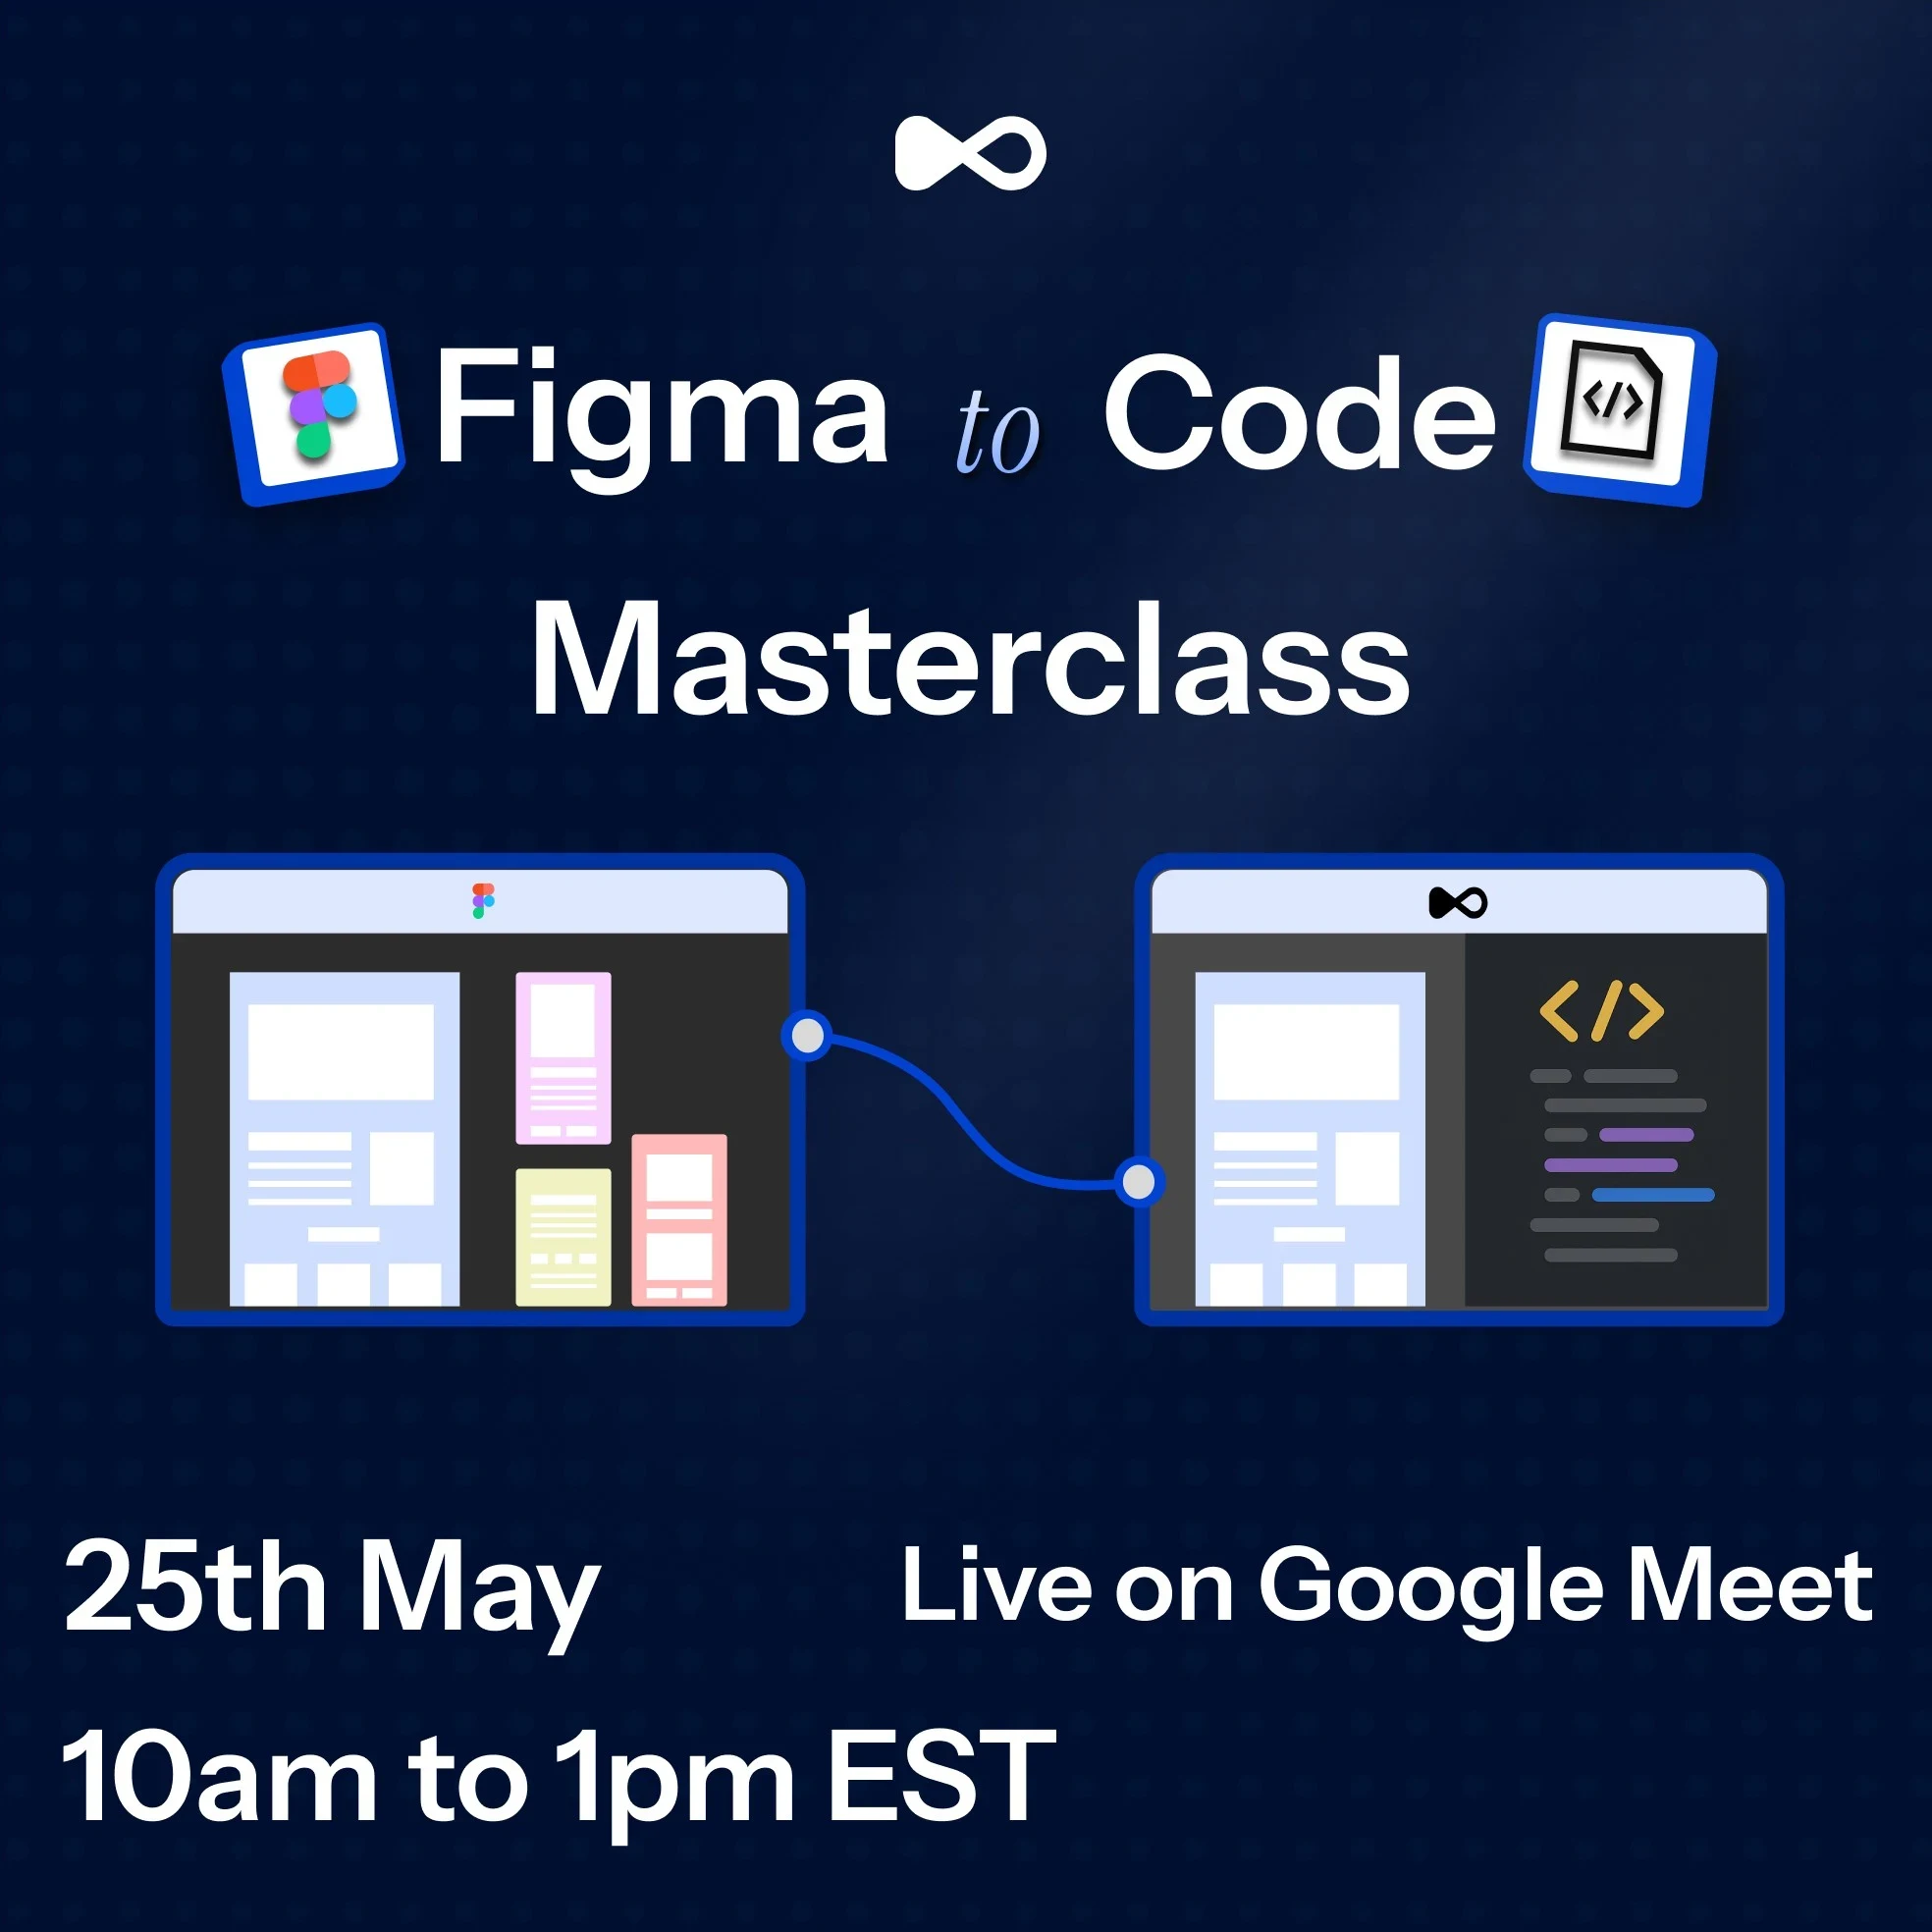 Figma to Code
</>
Masterclass
</>
25th May
Live on Google Meet
10am to 1pm EST